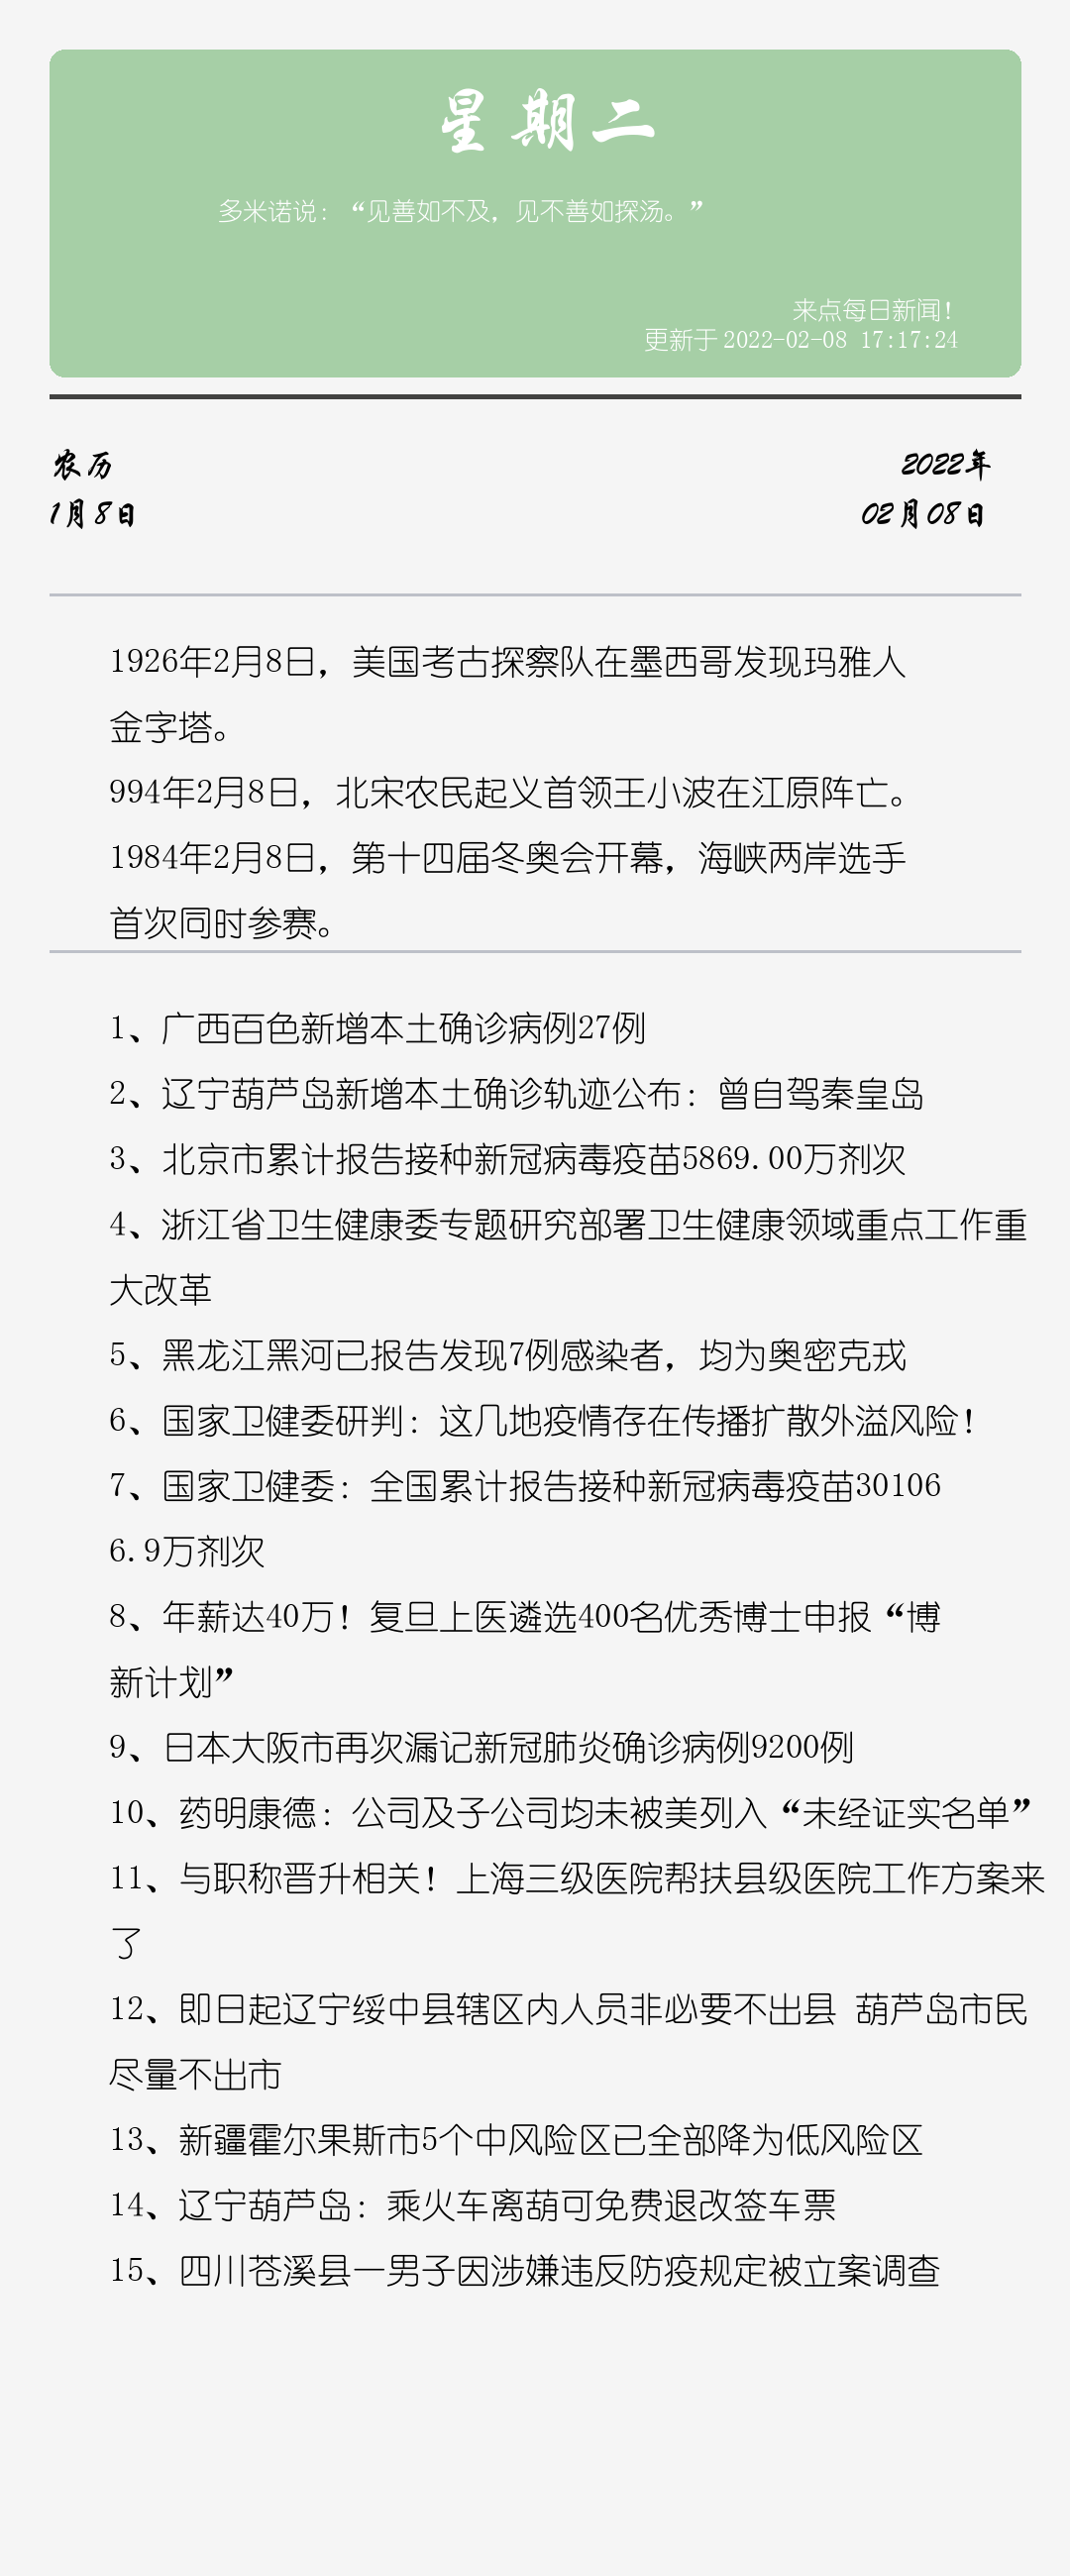 星期二
多米诺说：“见善如不及，见不善如探汤。”
来点每日新闻！
更新于 2022-02-08 17:17:24
农历
2022年
1月8日
02月08日
1926年2月8日，美国考古探察队在墨西哥发现玛雅人
金字塔。
994年2月8日，北宋农民起义首领王小波在江原阵亡。
1984年2月8日，第十四届冬奥会开幕，海峡两岸选手
首次同时参赛。
1、广西百色新增本土确诊病例27例
2、辽宁葫芦岛新增本土确诊轨迹公布：曾自驾秦皇岛
3、北京市累计报告接种新冠病毒疫苗5869.00万剂次
4、浙江省卫生健康委专题研究部署卫生健康领域重点工作重
大改革
5、黑龙江黑河已报告发现7例感染者，均为奥密克戎
6、国家卫健委研判：这几地疫情存在传播扩散外溢风险！
7、国家卫健委：全国累计报告接种新冠病毒疫苗30106
6.9万剂次
8、年薪达40万！复旦上医遴选400名优秀博士申报“博
新计划”
9、日本大阪市再次漏记新冠肺炎确诊病例9200例
10、药明康德：公司及子公司均未被美列入“未经证实名单”
11、与职称晋升相关！上海三级医院帮扶县级医院工作方案来
了
12、即日起辽宁绥中县辖区内人员非必要不出县 葫芦岛市民
尽量不出市
13、新疆霍尔果斯市5个中风险区已全部降为低风险区
14、辽宁葫芦岛：乘火车离葫可免费退改签车票
15、四川苍溪县一男子因涉嫌违反防疫规定被立案调查